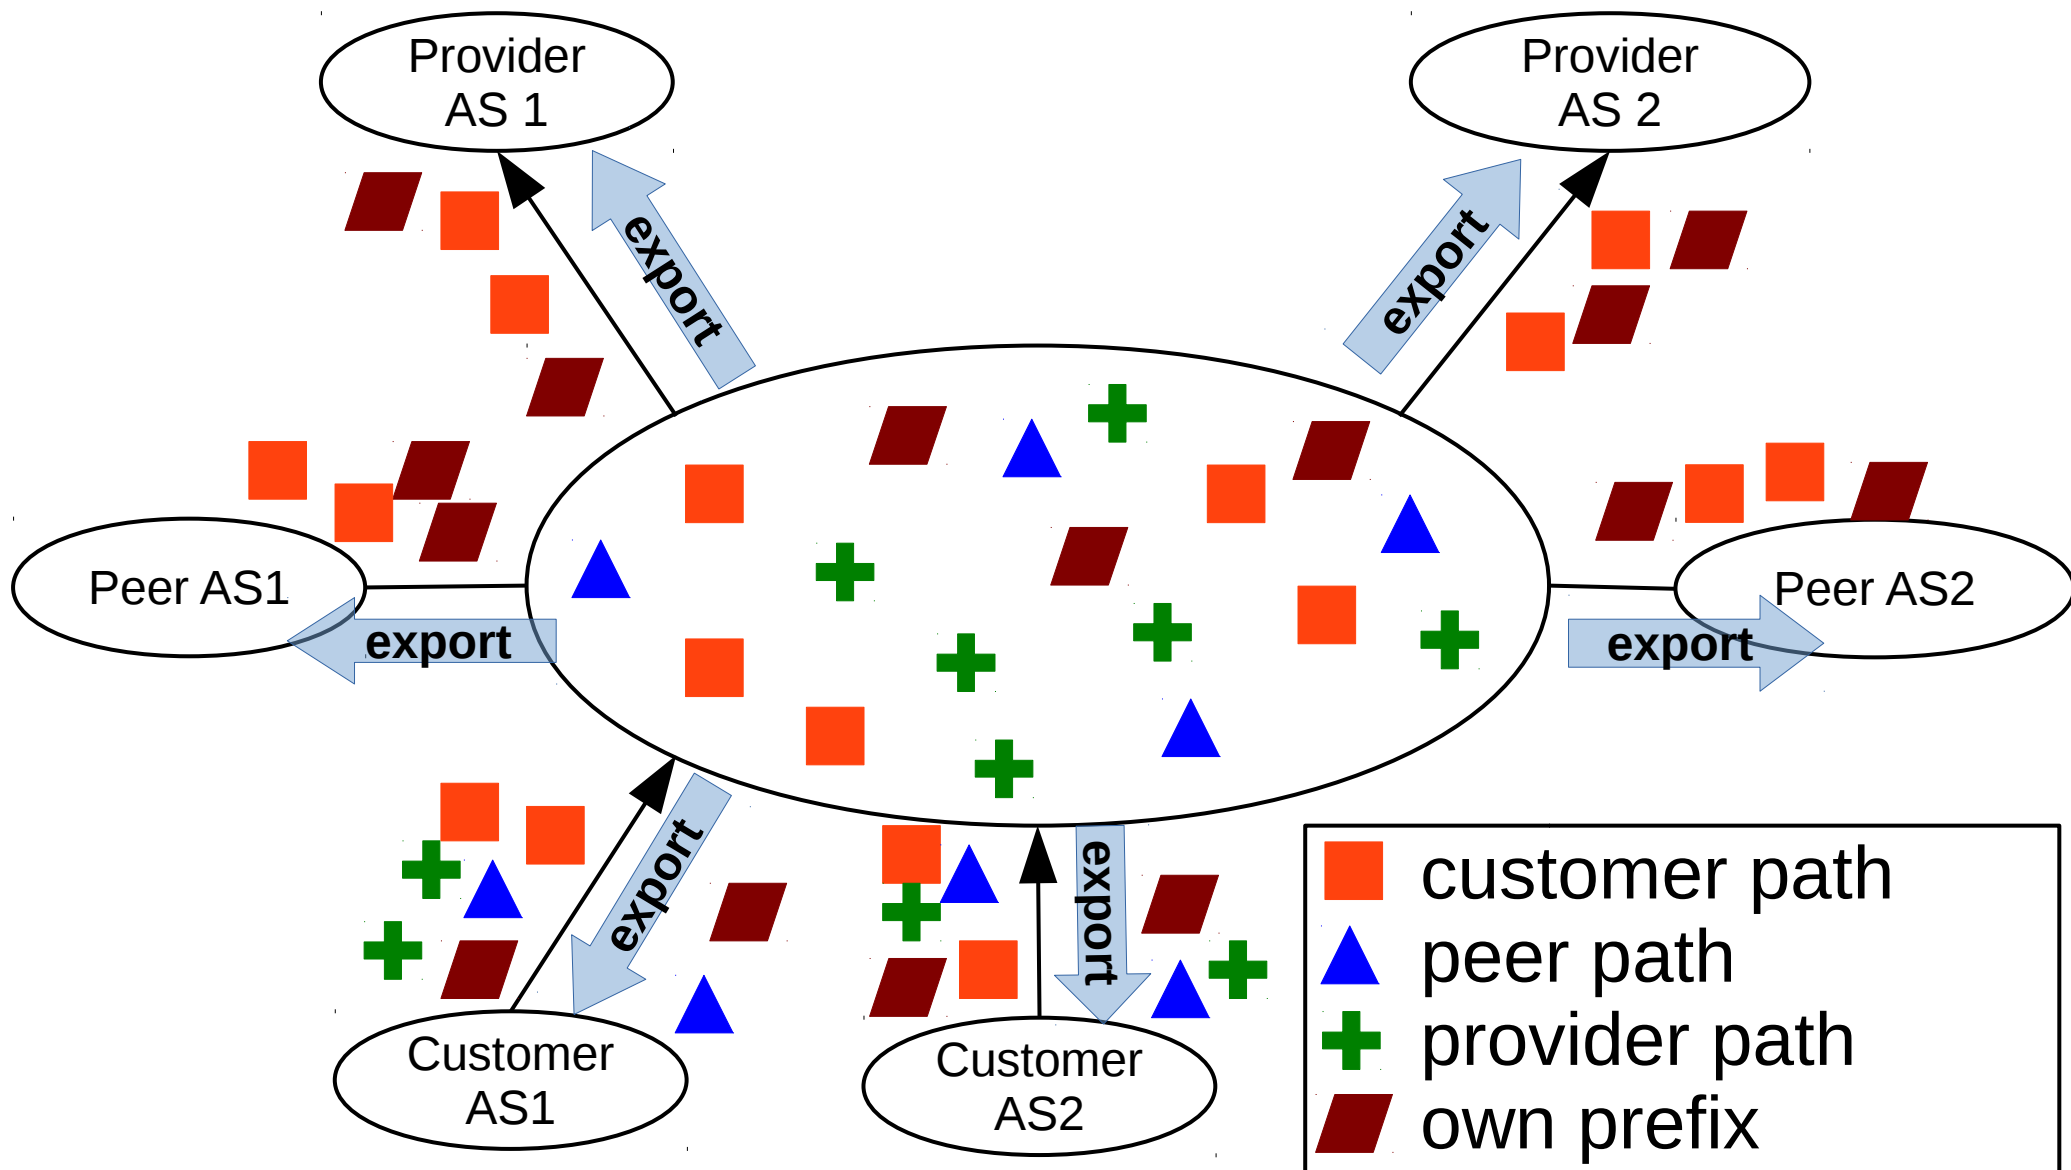 Provider
AS 1
Provider
AS 2
export
export
Peer AS1
Peer AS2
export
export
export
export
Customer
AS1
Customer
AS2
customer path
peer path
provider path
own prefix